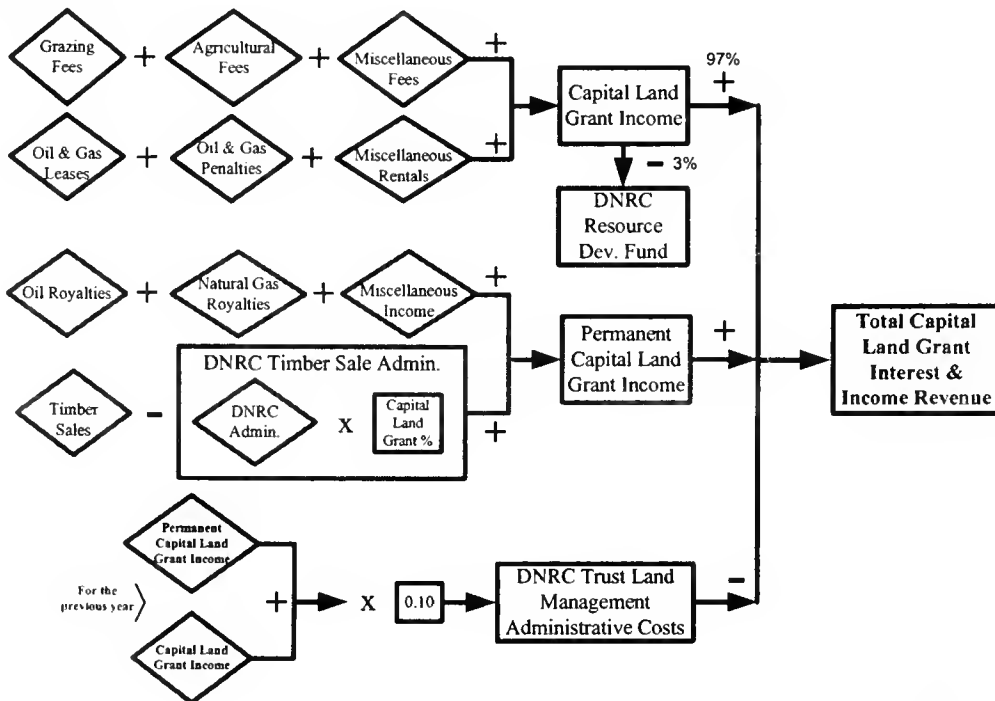 Grazing
Fees
+
Agricultural
Fees
+
Miscellaneous
Fees
+
Oil & Gas
Leases
+
Oil & Gas
Penalties
+
Miscellaneous
Rentals
+
Capital Land
Grant Income
97%
+
− 3%
DNRC
Resource
Dev. Fund
Oil Royalties
+
Natural Gas
Royalties
+
Miscellaneous
Income
+
Timber
Sales
−
DNRC Timber Sale Admin.
DNRC
Admin.
X
Capital
Land
Grant %
+
Permanent
Capital Land
Grant Income
+
Total Capital
Land Grant
Interest &
Income Revenue
For the
previous year
Permanent
Capital Land
Grant Income
+
Capital Land
Grant Income
X
0.10
DNRC Trust Land
Management
Administrative Costs
−